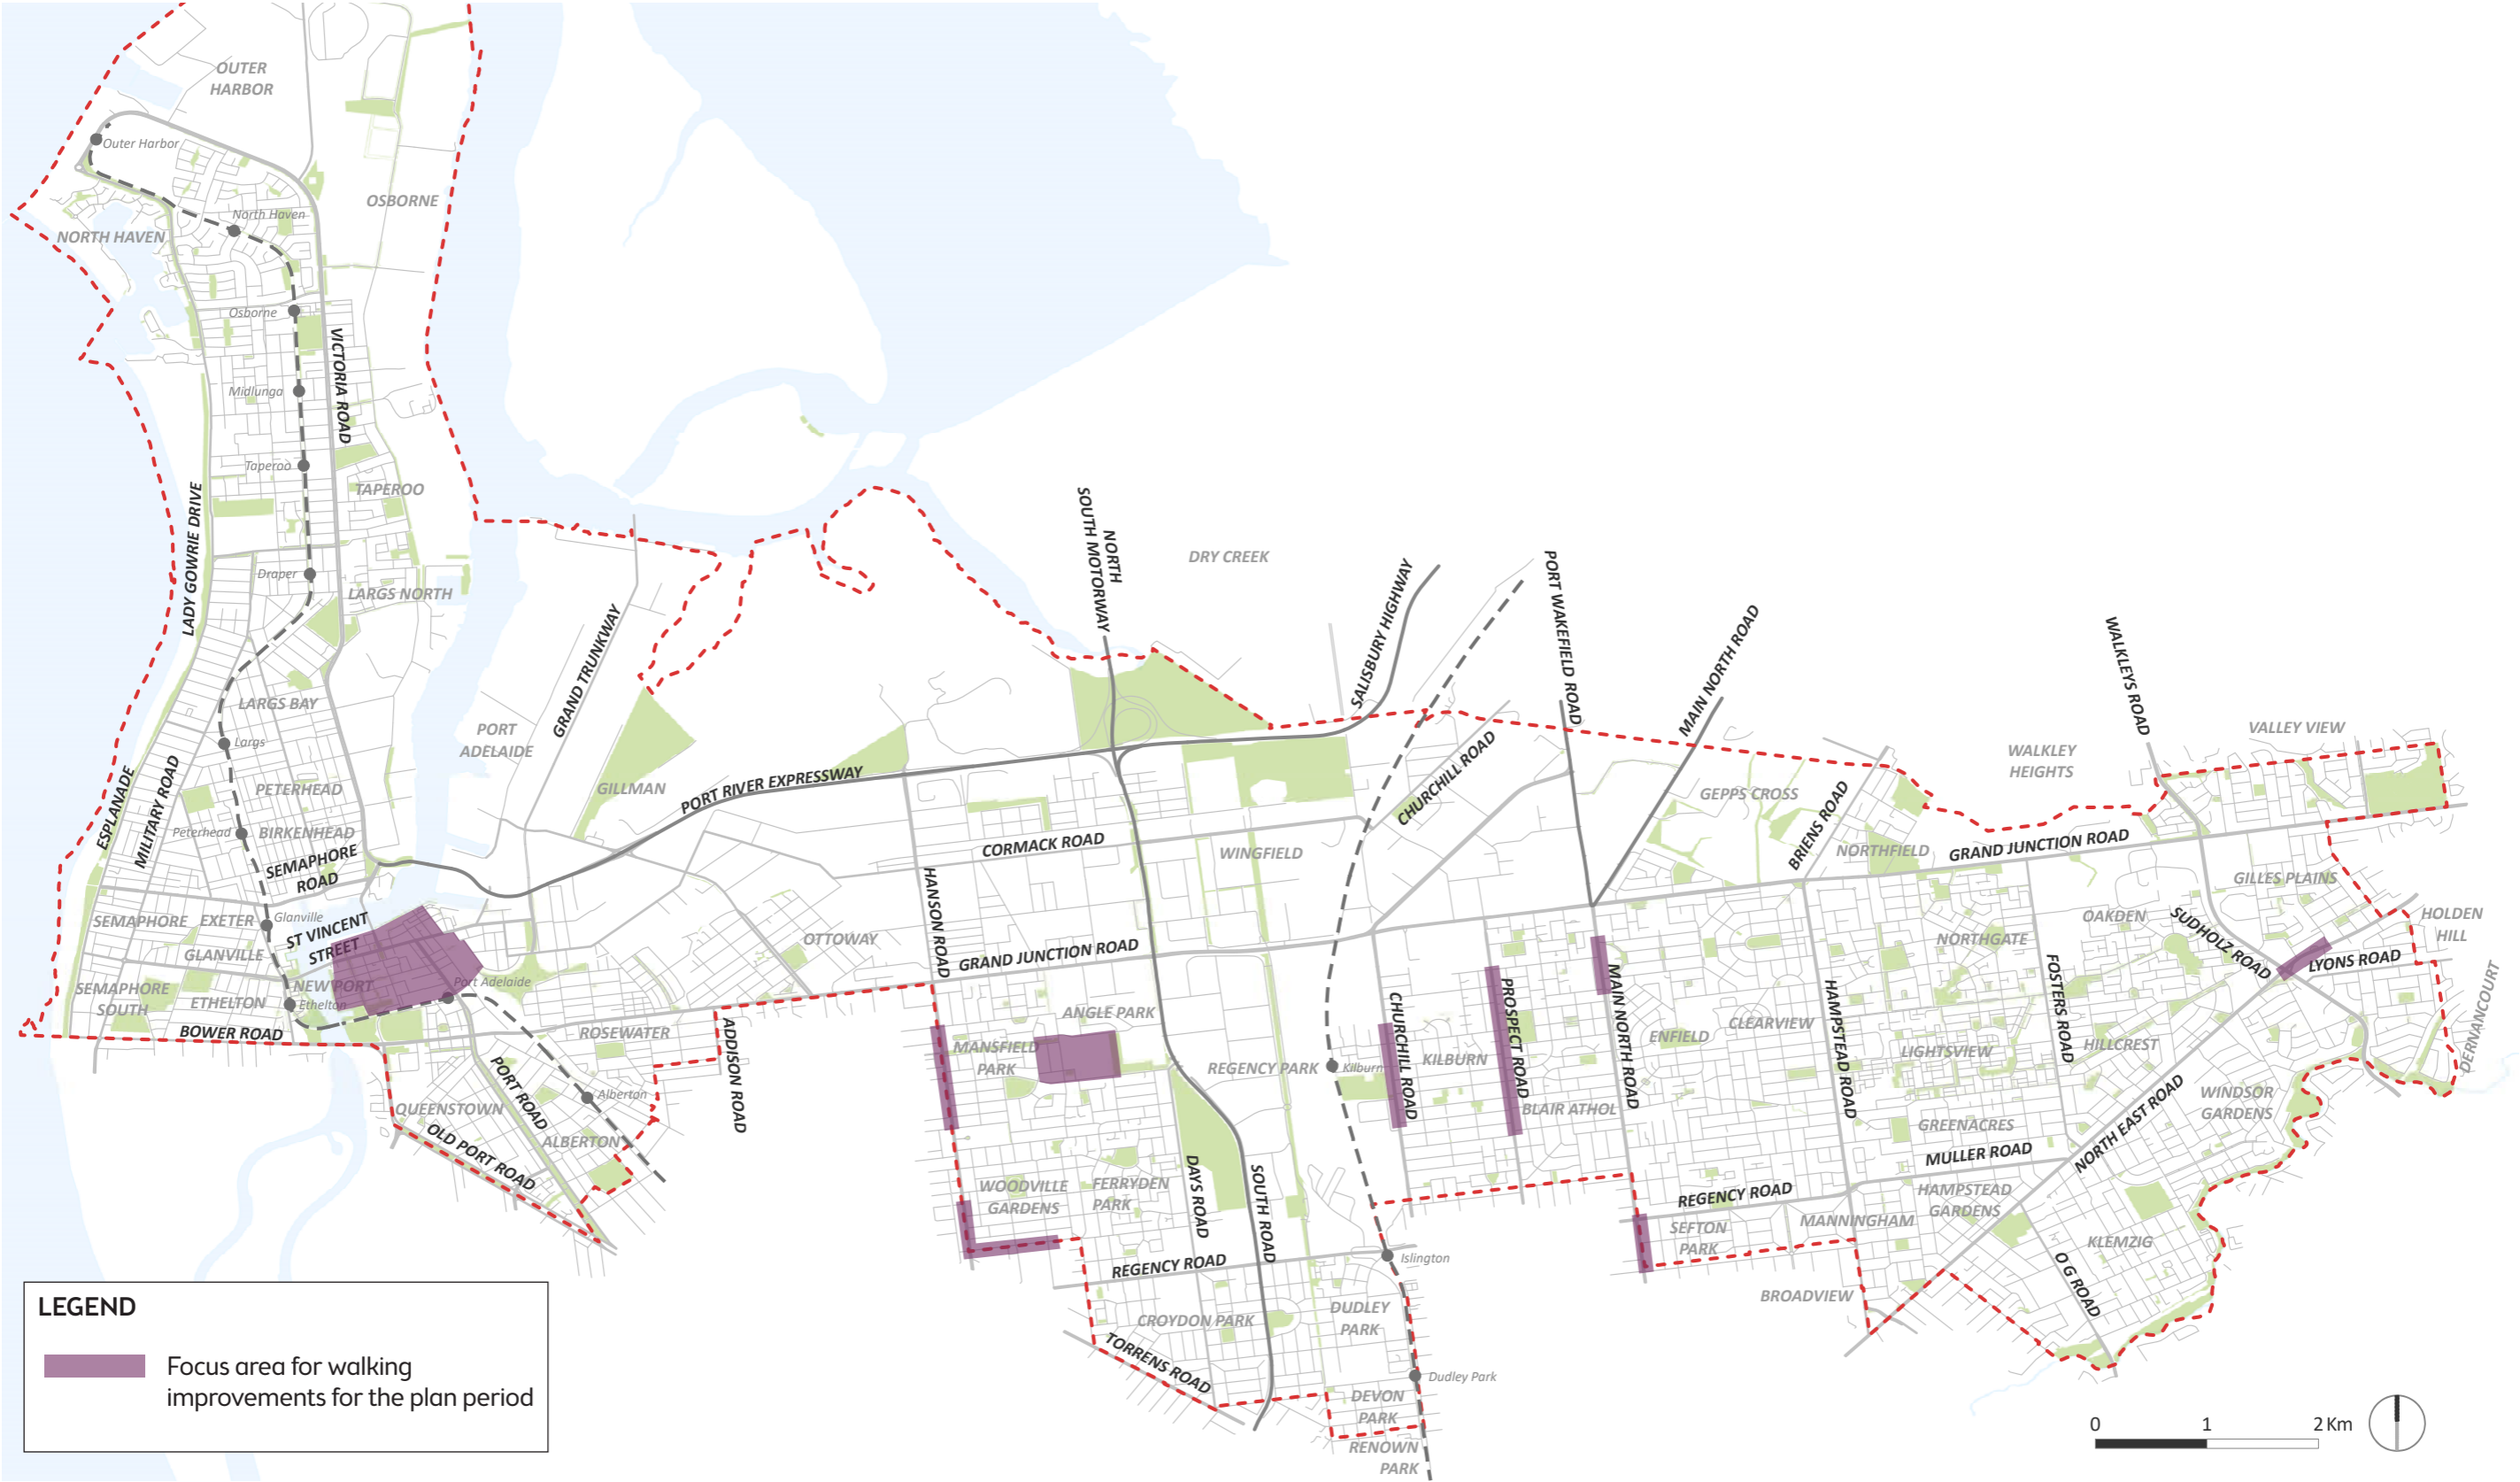 OUTER
HARBOR
Outer Harbor
OSBORNE
North Haven
NORTH HAVEN
Osborne
VICTORIA ROAD
Midlunga
Taperoo
TAPEROO
LADY GOWRIE DRIVE
Draper
LARGS NORTH
LARGS BAY
Largs
ESPLANADE
MILITARY ROAD
PETERHEAD
Peterhead
BIRKENHEAD
SEMAPHORE
ROAD
SEMAPHORE
EXETER
Glanville
ST VINCENT
STREET
GLANVILLE
SEMAPHORE
SOUTH
ETHELTON
NEWPORT
Ethelton
Port Adelaide
BOWER ROAD
PORT
ADELAIDE
GRAND TRUNKWAY
GILLMAN
PORT RIVER EXPRESSWAY
NORTH
SOUTH MOTORWAY
DRY CREEK
SALISBURY HIGHWAY
PORT WAKEFIELD ROAD
MAIN NORTH ROAD
WALKLEYS ROAD
VALLEY VIEW
WALKLEY
HEIGHTS
CHURCHILL ROAD
GEPPS CROSS
BRIENS ROAD
NORTHFIELD
GRAND JUNCTION ROAD
CORMACK ROAD
WINGFIELD
HANSON ROAD
OTTOWAY
GRAND JUNCTION ROAD
GILLES PLAINS
OAKDEN
SUDHOLZ ROAD
HOLDEN
HILL
LYONS ROAD
NORTHGATE
FOSTERS ROAD
DERNANCOURT
ROSEWATER
ADDISON ROAD
ANGLE PARK
MANSFIELD
PARK
REGENCY PARK
Kilburn
CHURCHILL ROAD
KILBURN
PROSPECT ROAD
BLAIR ATHOL
MAIN NORTH ROAD
ENFIELD
CLEARVIEW
HAMPSTEAD ROAD
LIGHTSVIEW
HILLCREST
WINDSOR
GARDENS
GREENACRES
NORTH EAST ROAD
MULLER ROAD
PORT ROAD
Alberton
QUEENSTOWN
ALBERTON
OLD PORT ROAD
WOODVILLE
GARDENS
FERRYDEN
PARK
DAYS ROAD
SOUTH ROAD
REGENCY ROAD
SEFTON
PARK
MANNINGHAM
HAMPSTEAD
GARDENS
KLEMZIG
O G ROAD
BROADVIEW
REGENCY ROAD
Islington
CROYDON PARK
DUDLEY
PARK
TORRENS ROAD
Dudley Park
DEVON
PARK
RENOWN
PARK
LEGEND
Focus area for walking
improvements for the plan period
0 1 2 Km